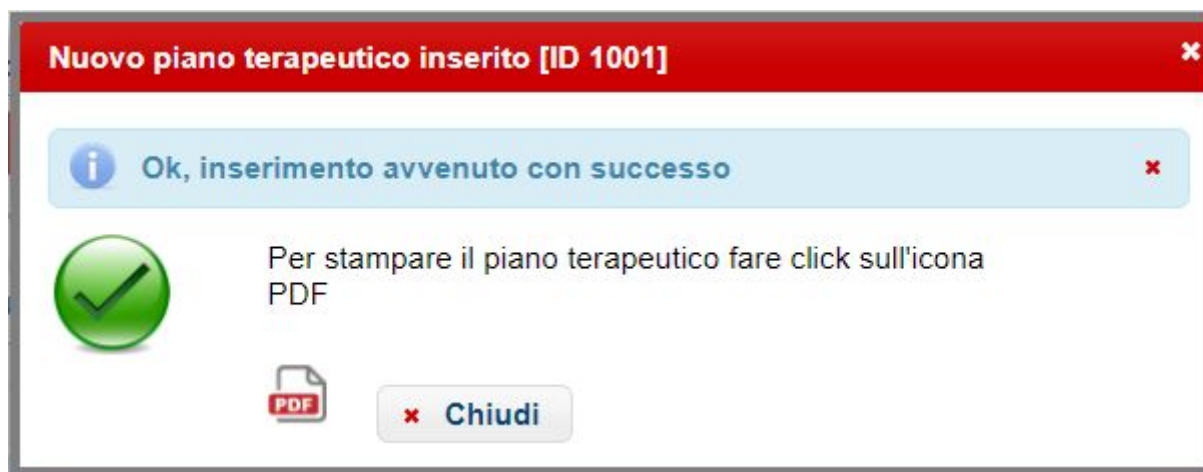 Nuovo piano terapeutico inserito [ID 1001]
Ok, inserimento avvenuto con successo
Per stampare il piano terapeutico fare click sull'icona
PDF
PDF
Chiudi